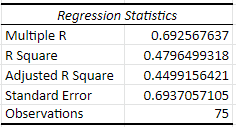 Regression Statistics
Multiple R 0.692567637
R Square 0.4796499318
Adjusted R Square 0.4499156421
Standard Error 0.6937057105
Observations 75